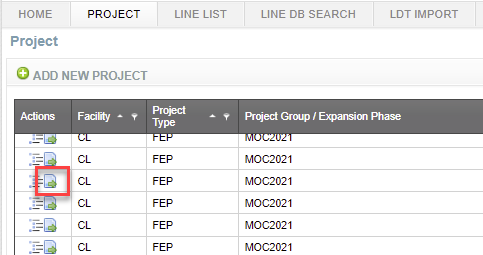 HOME PROJECT LINE LIST LINE DB SEARCH LDT IMPORT
Project
ADD NEW PROJECT
Actions Facility Project Type Project Group / Expansion Phase
CL FEP MOC2021
CL FEP MOC2021
CL FEP MOC2021
CL FEP MOC2021
CL FEP MOC2021
CL FEP MOC2021